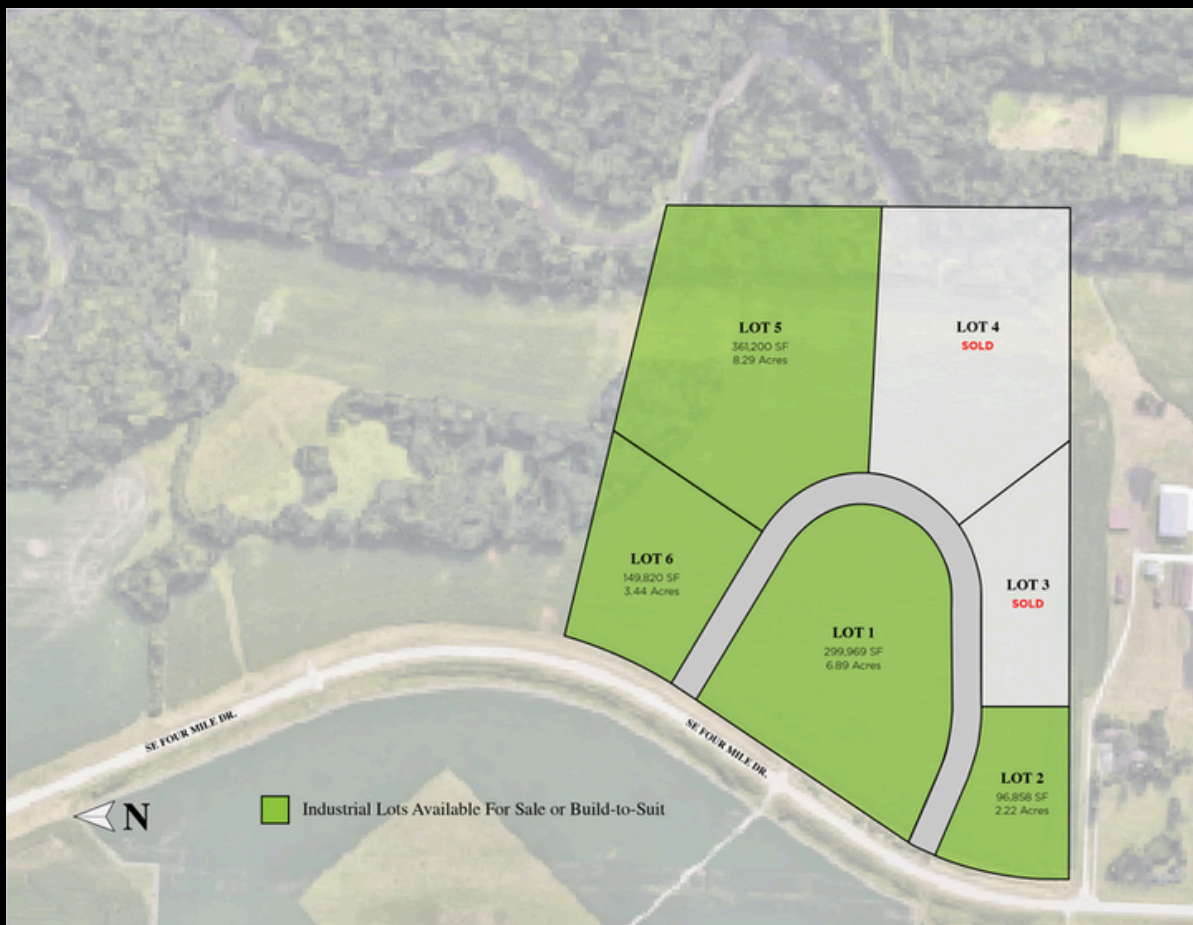 LOT 5
361,200 SF
8.29 Acres
LOT 4
SOLD
LOT 6
149,820 SF
3.44 Acres
LOT 3
SOLD
LOT 1
299,969 SF
6.89 Acres
SE FOUR MILE DR.
SE FOUR MILE DR.
LOT 2
96,858 SF
2.22 Acres
N
Industrial Lots Available For Sale or Build-to-Suit